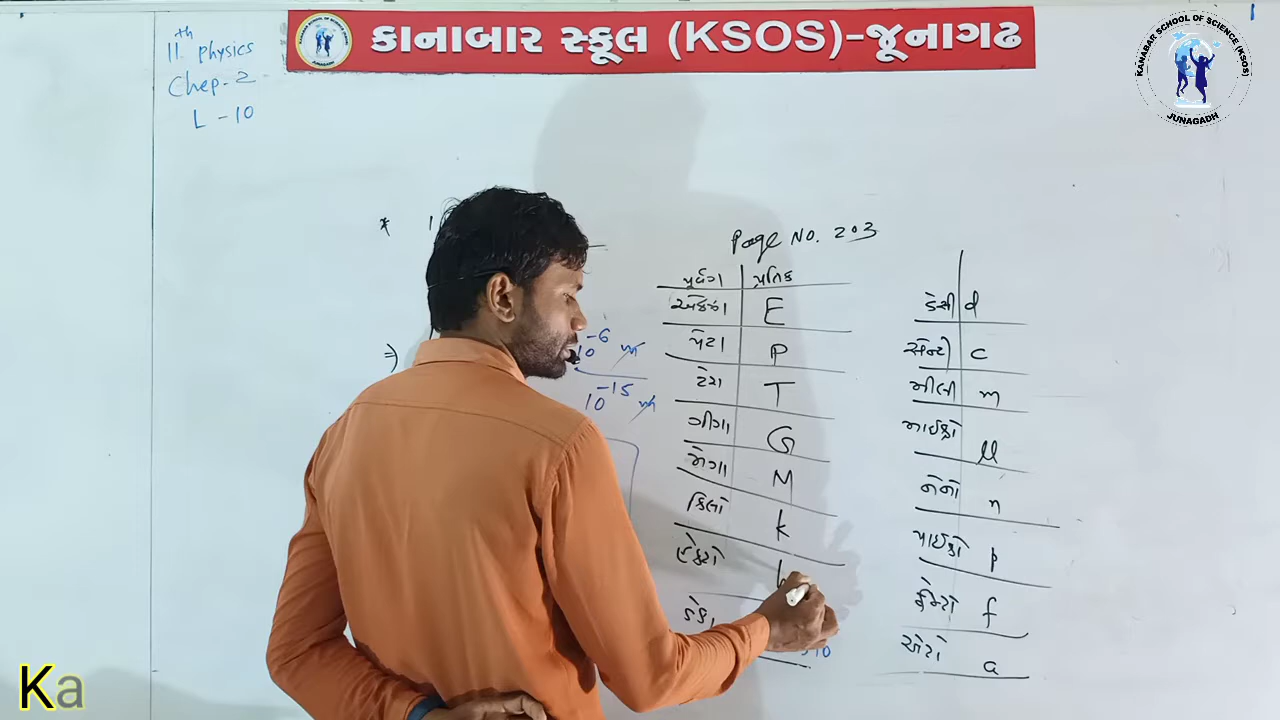 કાનાબાર સ્કૂલ (KSOS)-જૂનાગઢ
KANABAR SCHOOL OF SCIENCE (KSOS)
JUNAGADH
11th physics
Chep-2
L-10
Page No. 203
પૂર્વગ પ્રતિક
એક્ઝા E
પેટા P
ટેરા T
ગીગા G
મેગા M
કિલો k
હેક્ટો h
ડેકા
ડેસી d
સેન્ટી c
મીલી m
માઈક્રો μ
નેનો n
પાઈકો p
ફેમ્ટો f
એટો a
10^-6 m
10^-15 m
Ka